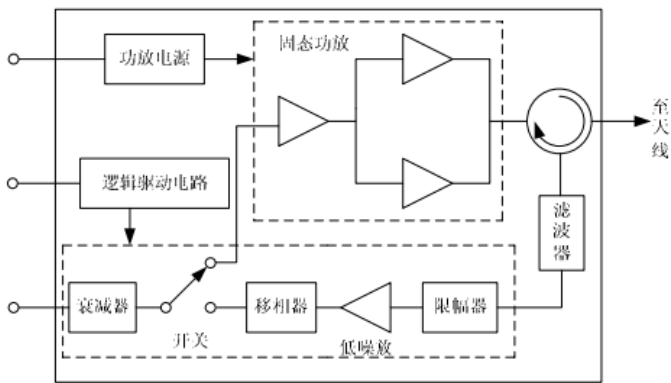 固态功放
功放电源
至
天
线
逻辑驱动电路
滤
波
器
衰减器
移相器
限幅器
开关
低噪放